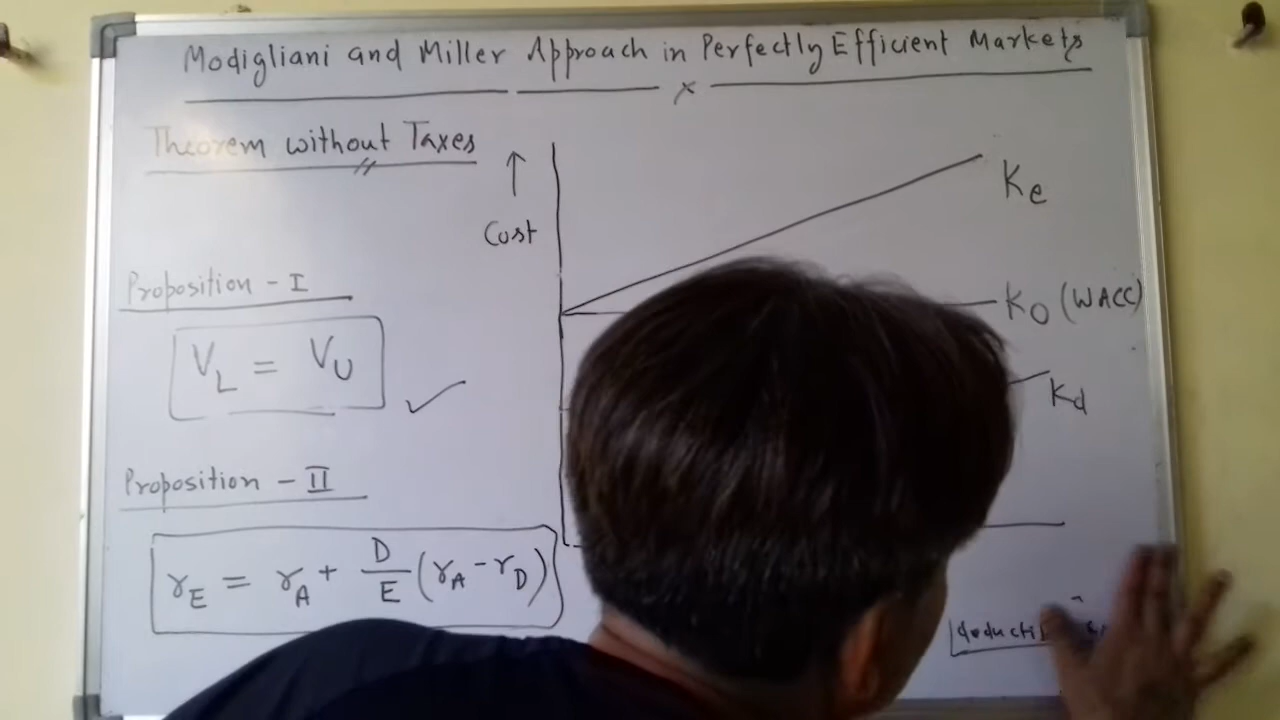 Modigliani and Miller Approach in Perfectly Efficient Markets
x
Theorem without Taxes
Cost
Ke
Proposition - I
KO (WACC)
VL = VU
Kd
Proposition - II
rE = rA + D/E (rA - rD)